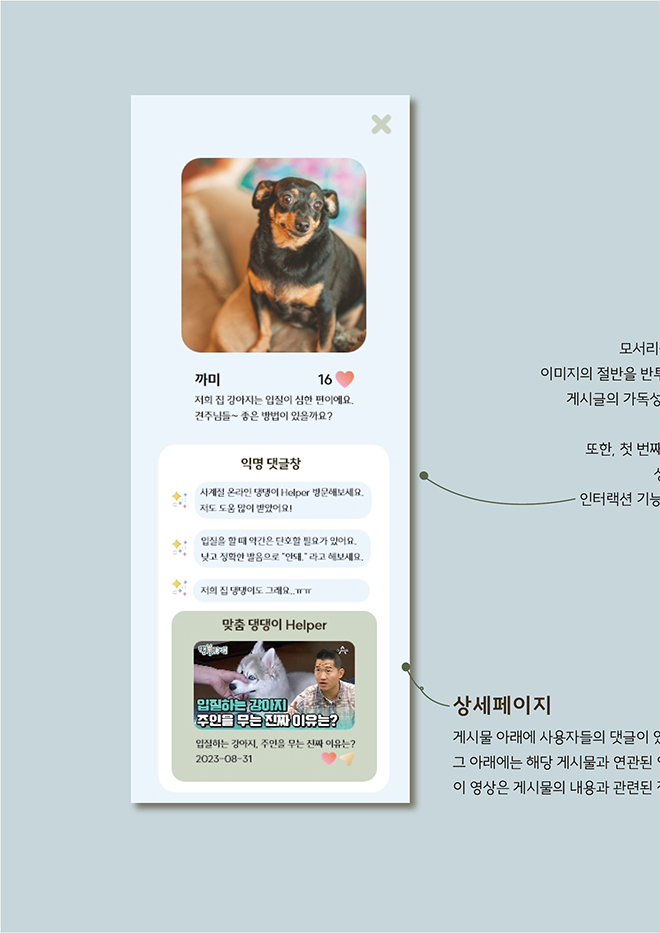 까미
16
저희 집 강아지는 입질이 심한 편이에요.
견주님들~ 좋은 방법이 있을까요?
익명 댓글창
사계절 온라인 댕댕이 Helper 방문해보세요.
저도 도움 많이 받았어요!
입질을 할 때 약간은 단호할 필요가 있어요.
낮고 정확한 발음으로 "안돼." 라고 해보세요.
저희 집 댕댕이도 그래요..ㅠㅠ
맞춤 댕댕이 Helper
입질하는 강아지
주인을 무는 진짜 이유는?
입질하는 강아지, 주인을 무는 진짜 이유는?
2023-08-31
모서리
이미지의 절반을 반투
게시글의 가독성
또한, 첫 번째
인터랙션 기능
상세페이지
게시물 아래에 사용자들의 댓글이
그 아래에는 해당 게시물과 연관된
이 영상은 게시물의 내용과 관련된